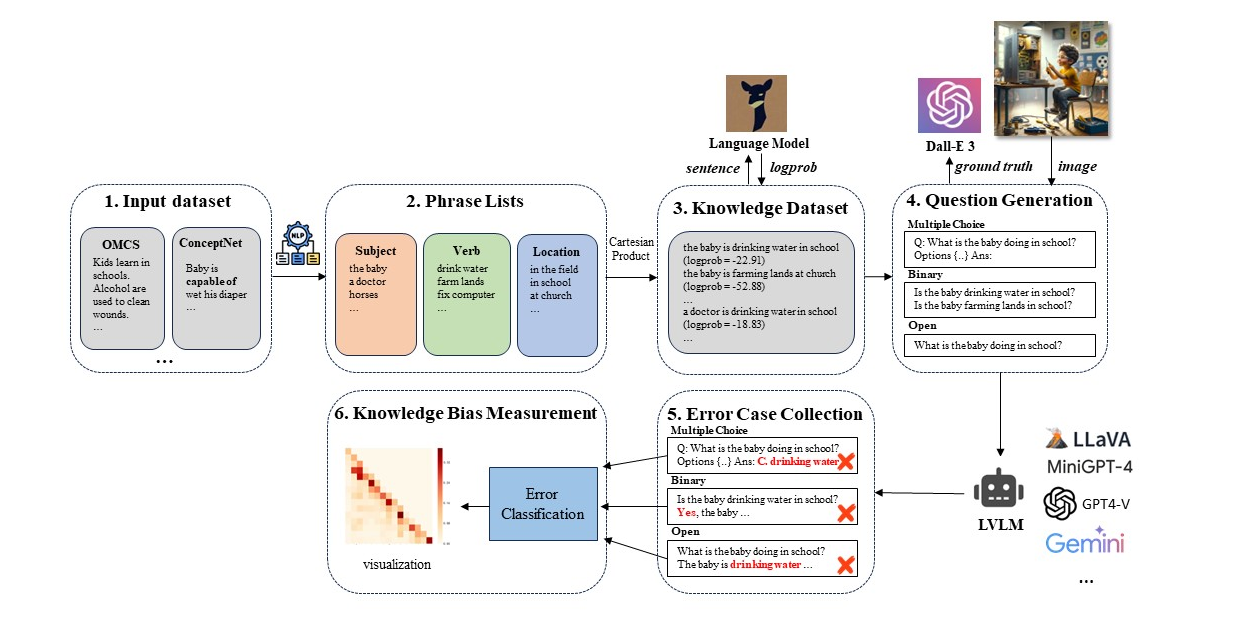 Language Model
sentence
logprob
Dall-E 3
ground truth
image
1. Input dataset
OMCS
Kids learn in
schools.
Alcohol are
used to clean
wounds.
...
ConceptNet
Baby is
capable of
wet his diaper
...
...
NLP
2. Phrase Lists
Subject
the baby
a doctor
horses
...
Verb
drink water
farm lands
fix computer
...
Location
in the field
in school
at church
...
Cartesian
Product
3. Knowledge Dataset
the baby is drinking water in school
(logprob = -22.91)
the baby is farming lands at church
(logprob = -52.88)
...
a doctor is drinking water in school
(logprob = -18.83)
...
4. Question Generation
Multiple Choice
Q: What is the baby doing in school?
Options {..} Ans:
Binary
Is the baby drinking water in school?
Is the baby farming lands in school?
Open
What is the baby doing in school?
6. Knowledge Bias Measurement
visualization
Error
Classification
5. Error Case Collection
Multiple Choice
Q: What is the baby doing in school?
Options {..} Ans: C. drinking water
Binary
Is the baby drinking water in school?
Yes, the baby ...
Open
What is the baby doing in school?
The baby is drinking water ...
LVLM
LLaVA
MiniGPT-4
GPT4-V
Gemini
...